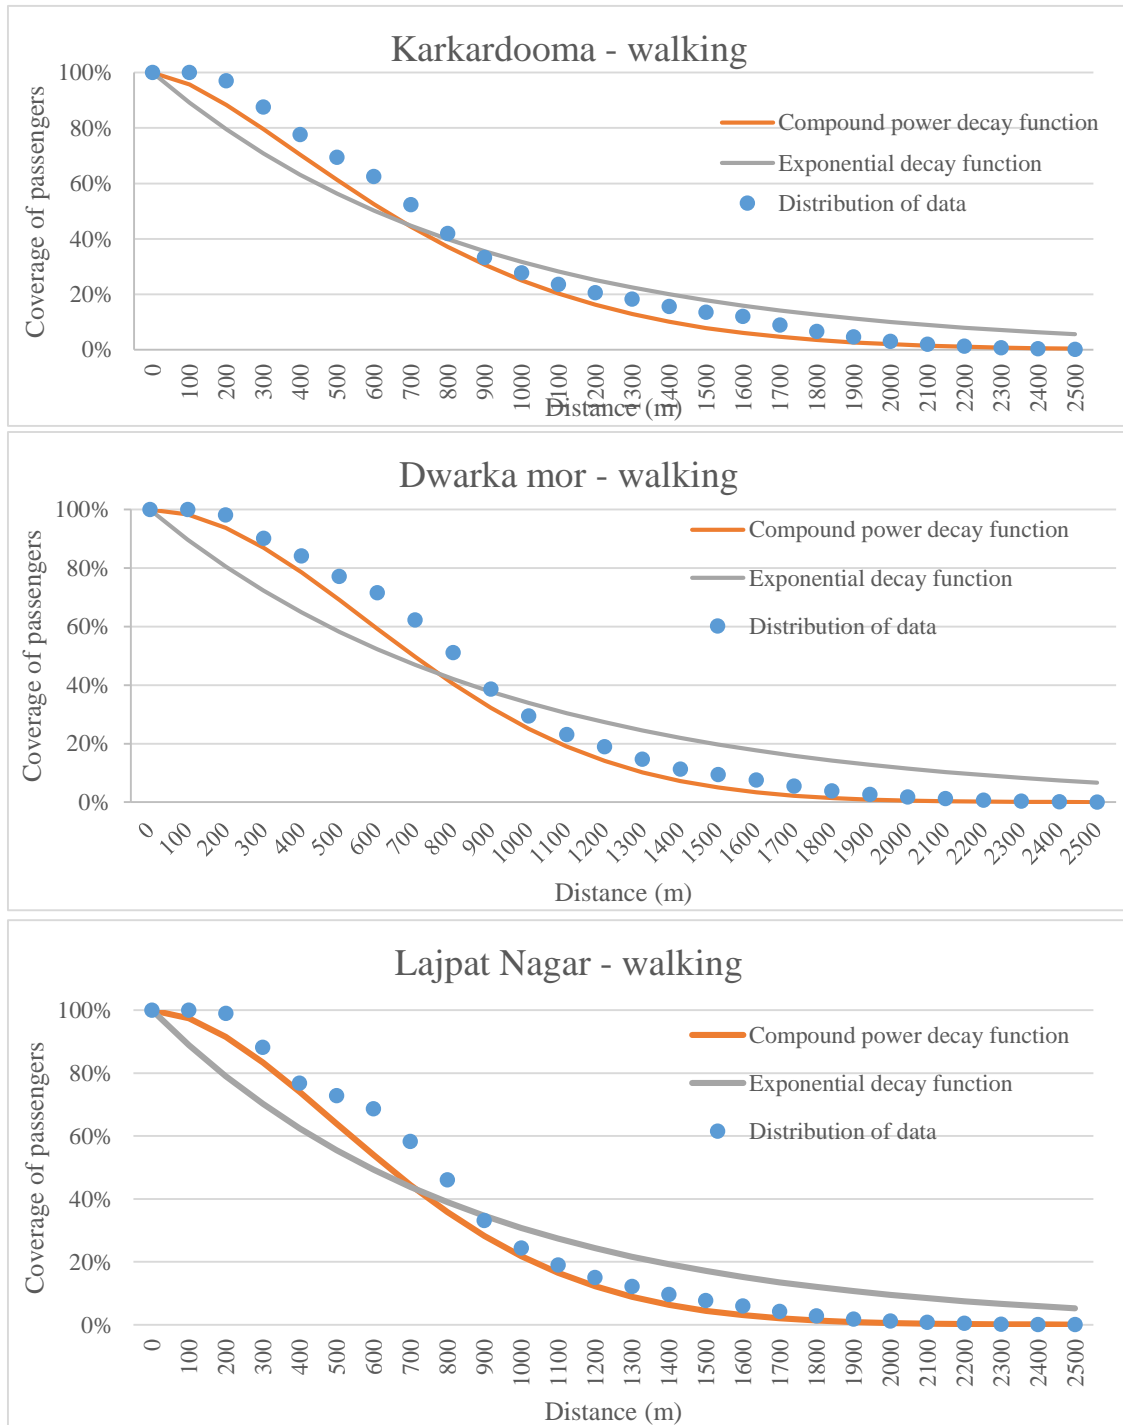 Karkardooma - walking
100%
80%
60%
40%
20%
0%
Coverage of passengers
Compound power decay function
Exponential decay function
Distribution of data
0 100 200 300 400 500 600 700 800 900 1000 1100 1200 1300 1400 1500 1600 1700 1800 1900 2000 2100 2200 2300 2400 2500
Distance (m)
Dwarka mor - walking
100%
80%
60%
40%
20%
0%
Coverage of passengers
Compound power decay function
Exponential decay function
Distribution of data
0 100 200 300 400 500 600 700 800 900 1000 1100 1200 1300 1400 1500 1600 1700 1800 1900 2000 2100 2200 2300 2400 2500
Distance (m)
Lajpat Nagar - walking
100%
80%
60%
40%
20%
0%
Coverage of passengers
Compound power decay function
Exponential decay function
Distribution of data
0 100 200 300 400 500 600 700 800 900 1000 1100 1200 1300 1400 1500 1600 1700 1800 1900 2000 2100 2200 2300 2400 2500
Distance (m)